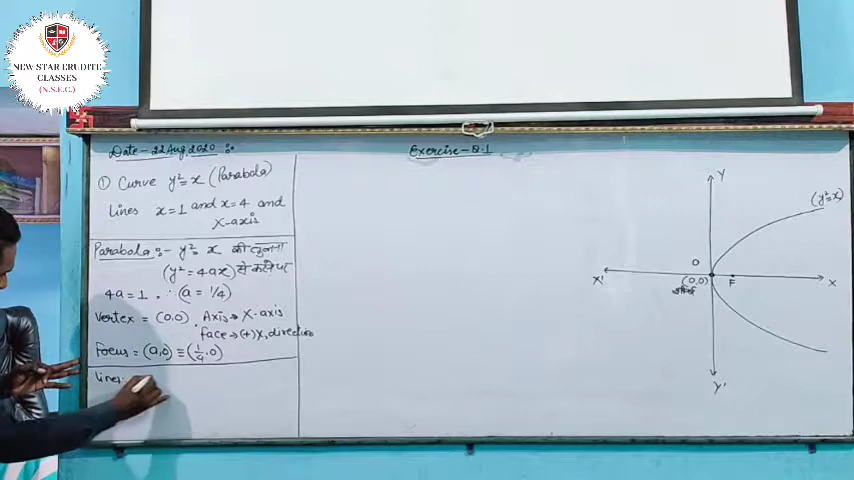 NEW STAR ERUDITE
CLASSES
(N.S.E.C.)
Date - 22 Aug, 2020 :-
Exercise - 8.1
① Curve y² = x (Parabola)
Lines x = 1 and x = 4 and
X-axis
Parabola :- y² = x की तुलना
(y² = 4ax) से करने पर
4a = 1 ∴ (a = 1/4)
Vertex = (0,0) . Axis → X-axis
face → (+) X, direction
Focus = (a,0) ≡ (1/4, 0)
Lines:
Y
(y² = x)
O
X'
(0,0)
F
X
Y'